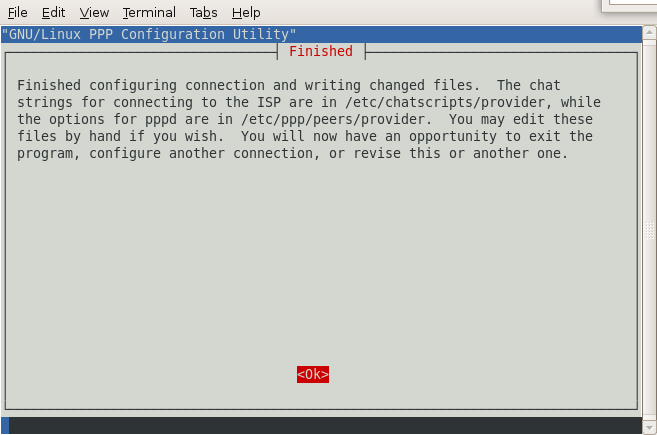 File Edit View Terminal Tabs Help
"GNU/Linux PPP Configuration Utility"
Finished
Finished configuring connection and writing changed files.  The chat
strings for connecting to the ISP are in /etc/chatscripts/provider, while
the options for pppd are in /etc/ppp/peers/provider.  You may edit these
files by hand if you wish.  You will now have an opportunity to exit the
program, configure another connection, or revise this or another one.
<Ok>